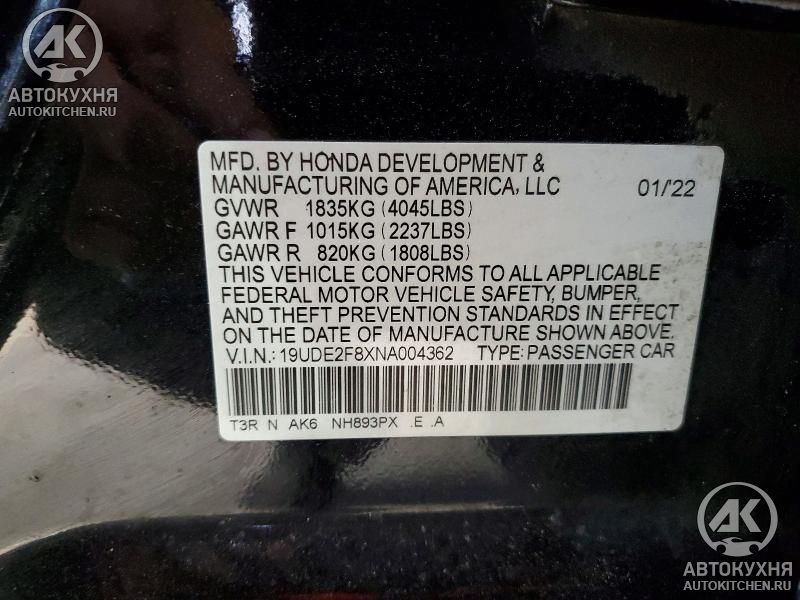 AK
АВТОКУХНЯ
AUTOKITCHEN.RU
MFD. BY HONDA DEVELOPMENT &
MANUFACTURING OF AMERICA, LLC 01/'22
GVWR 1835KG (4045LBS)
GAWR F 1015KG (2237LBS)
GAWR R 820KG (1808LBS)
THIS VEHICLE CONFORMS TO ALL APPLICABLE
FEDERAL MOTOR VEHICLE SAFETY, BUMPER,
AND THEFT PREVENTION STANDARDS IN EFFECT
ON THE DATE OF MANUFACTURE SHOWN ABOVE.
V.I.N.: 19UDE2F8XNA004362 TYPE: PASSENGER CAR
T3R N AK6 NH893PX .E .A
AK
АВТОКУХНЯ
AUTOKITCHEN.RU